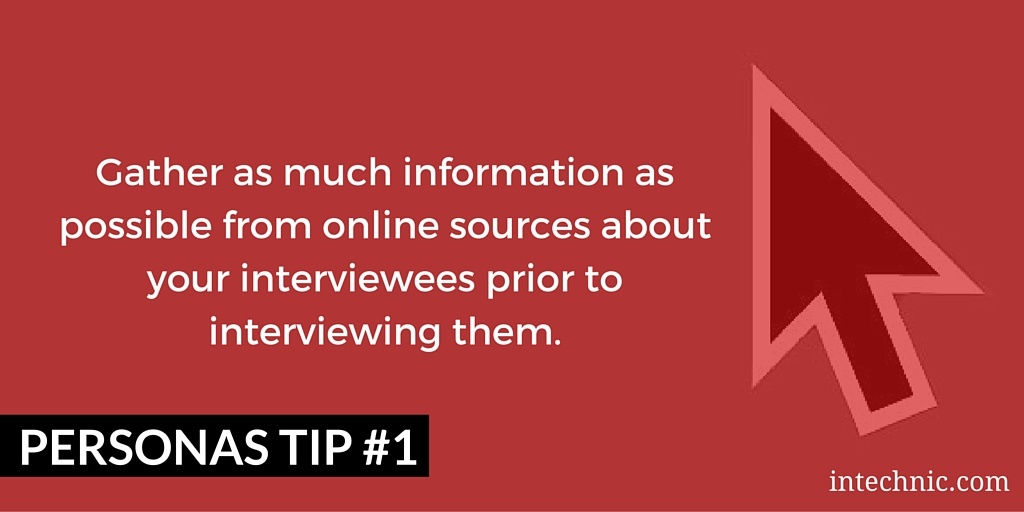 Gather as much information as
possible from online sources about
your interviewees prior to
interviewing them.
PERSONAS TIP #1
intechnic.com